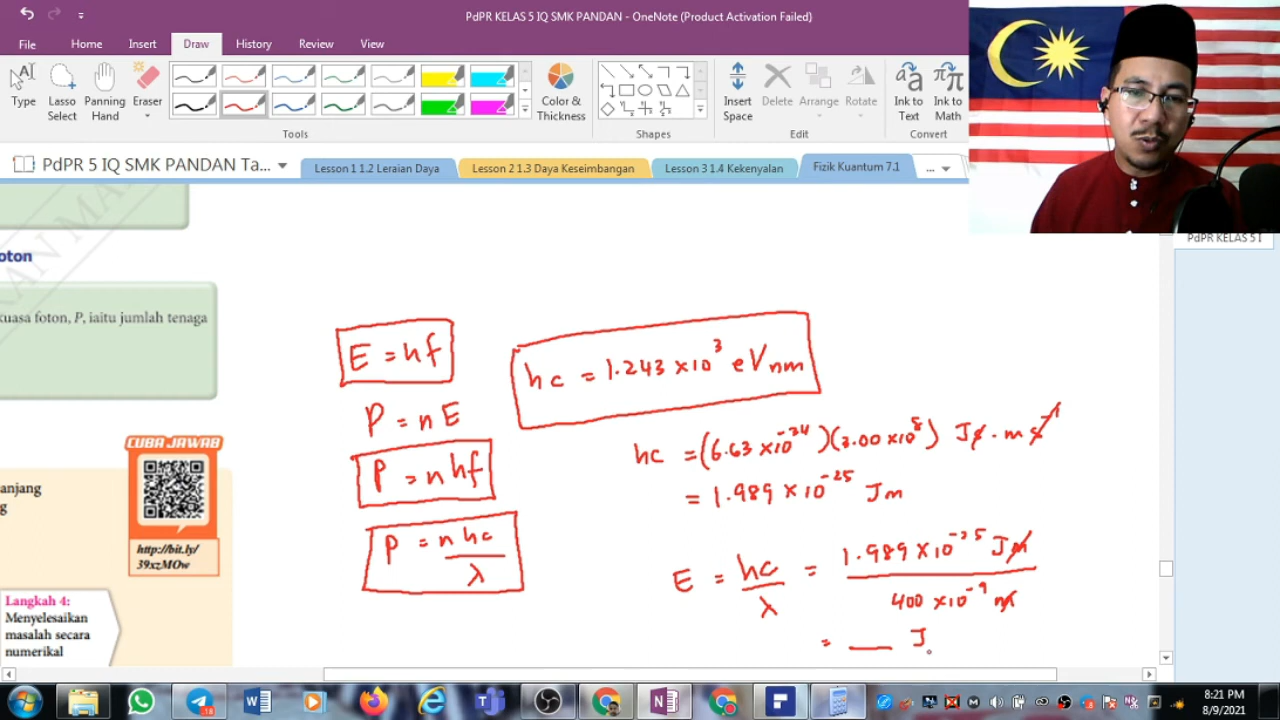 PdPR KELAS 5 IQ SMK PANDAN - OneNote (Product Activation Failed)
File Home Insert Draw History Review View
Type
Lasso Select
Panning Hand
Eraser
Color & Thickness
Insert Space
Delete
Arrange
Rotate
Ink to Text
Ink to Math
Tools
Shapes
Edit
Convert
PdPR 5 IQ SMK PANDAN Ta...
Lesson 1 1.2 Leraian Daya
Lesson 2 1.3 Daya Keseimbangan
Lesson 3 1.4 Kekenyalan
Fizik Kuantum 7.1
...
PdPR KELAS 5 I
oton
kuasa foton, P, iaitu jumlah tenaga
CUBA JAWAB
anjang
g
http://bit.ly/
39xzMOw
Langkah 4:
Menyelesaikan
masalah secara
numerikal
E = hf
P = nE
P = nhf
P = nhc/λ
hc = 1.243 × 10³ eVnm
hc = (6.63 × 10⁻³⁴)(3.00 × 10⁸) Js · ms⁻¹
= 1.989 × 10⁻²⁵ Jm
E = hc/λ = 1.989 × 10⁻²⁵ Jm / 400 × 10⁻⁹ m
= __ J
8:21 PM
8/9/2021